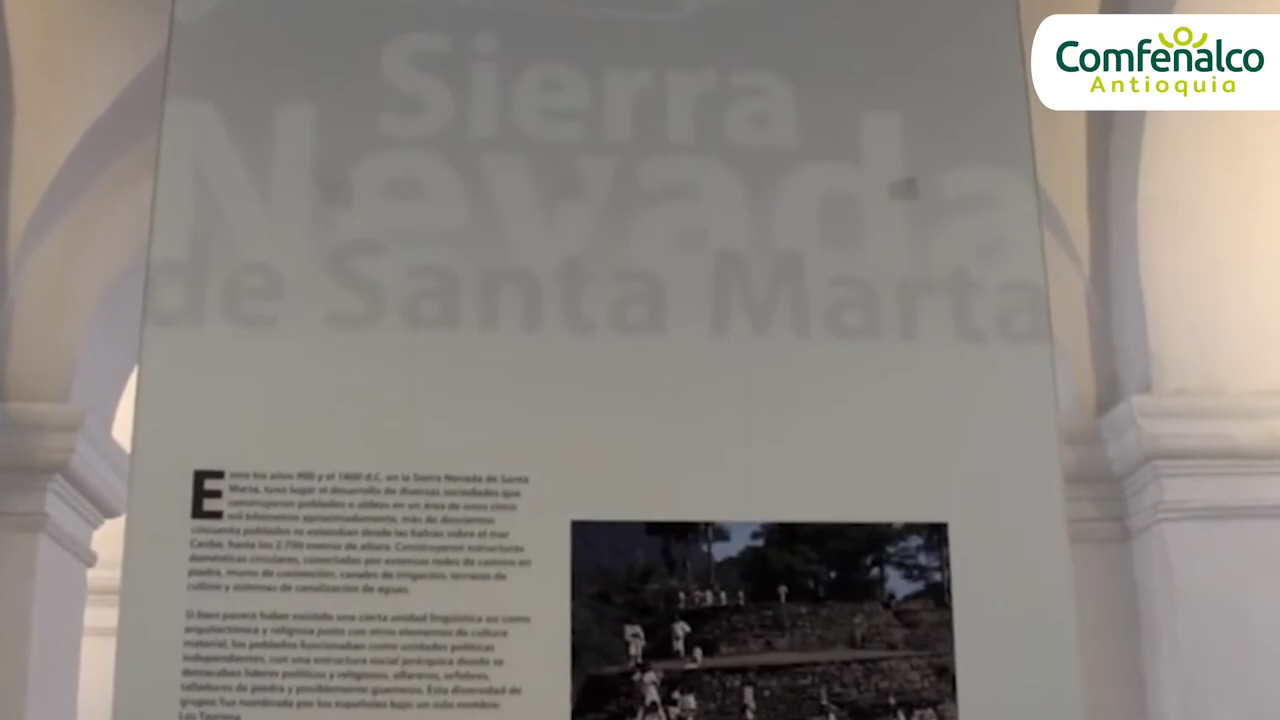 Comfenalco
Antioquia
Sierra
Nevada
de Santa Marta
Entre los años 900 y el 1600 d.C. en la Sierra Nevada de Santa
Marta, tuvo lugar el desarrollo de diversas sociedades que
construyeron poblados o aldeas en un área de unos cinco
mil kilómetros aproximadamente, más de doscientos
cincuenta poblados se extendían desde las bahías sobre el mar
Caribe, hasta los 2.700 metros de altura. Construyeron estructuras
domésticas circulares, conectadas por extensas redes de caminos en
piedra, muros de contención, canales de irrigación, terrazas de
cultivo y sistemas de canalización de aguas.
Si bien parece haber existido una cierta unidad lingüística así como
arquitectónica y religiosa junto con otros elementos de cultura
material, los poblados funcionaban como unidades políticas
independientes, con una estructura social jerárquica donde se
destacaban líderes políticos y religiosos, alfareros, orfebres,
talladores de piedra y posiblemente guerreros. Esta diversidad de
grupos fue nombrada por los españoles bajo un solo nombre:
Los Tayrona